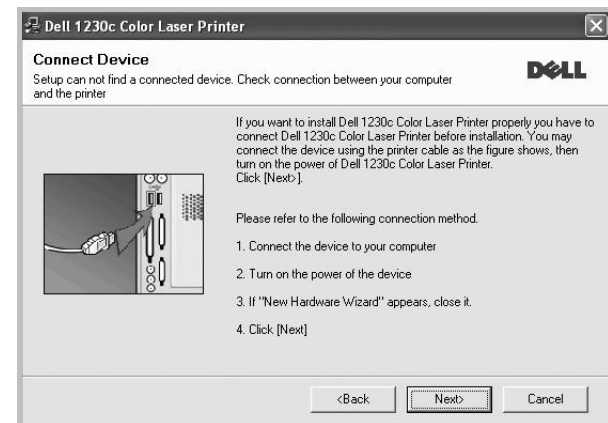 Dell 1230c Color Laser Printer
Connect Device
Setup can not find a connected device. Check connection between your computer
and the printer
DELL
If you want to install Dell 1230c Color Laser Printer properly you have to
connect Dell 1230c Color Laser Printer before installation. You may
connect the device using the printer cable as the figure shows, then
turn on the power of Dell 1230c Color Laser Printer.
Click [Next>].
Please refer to the following connection method.
1. Connect the device to your computer
2. Turn on the power of the device
3. If "New Hardware Wizard" appears, close it.
4. Click [Next]
<Back
Next>
Cancel